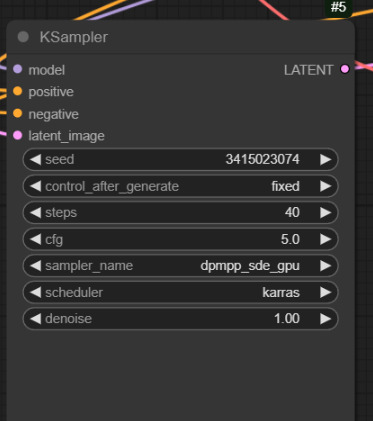 #5
KSampler
model LATENT
positive
negative
latent_image
seed 3415023074
control_after_generate fixed
steps 40
cfg 5.0
sampler_name dpmpp_sde_gpu
scheduler karras
denoise 1.00